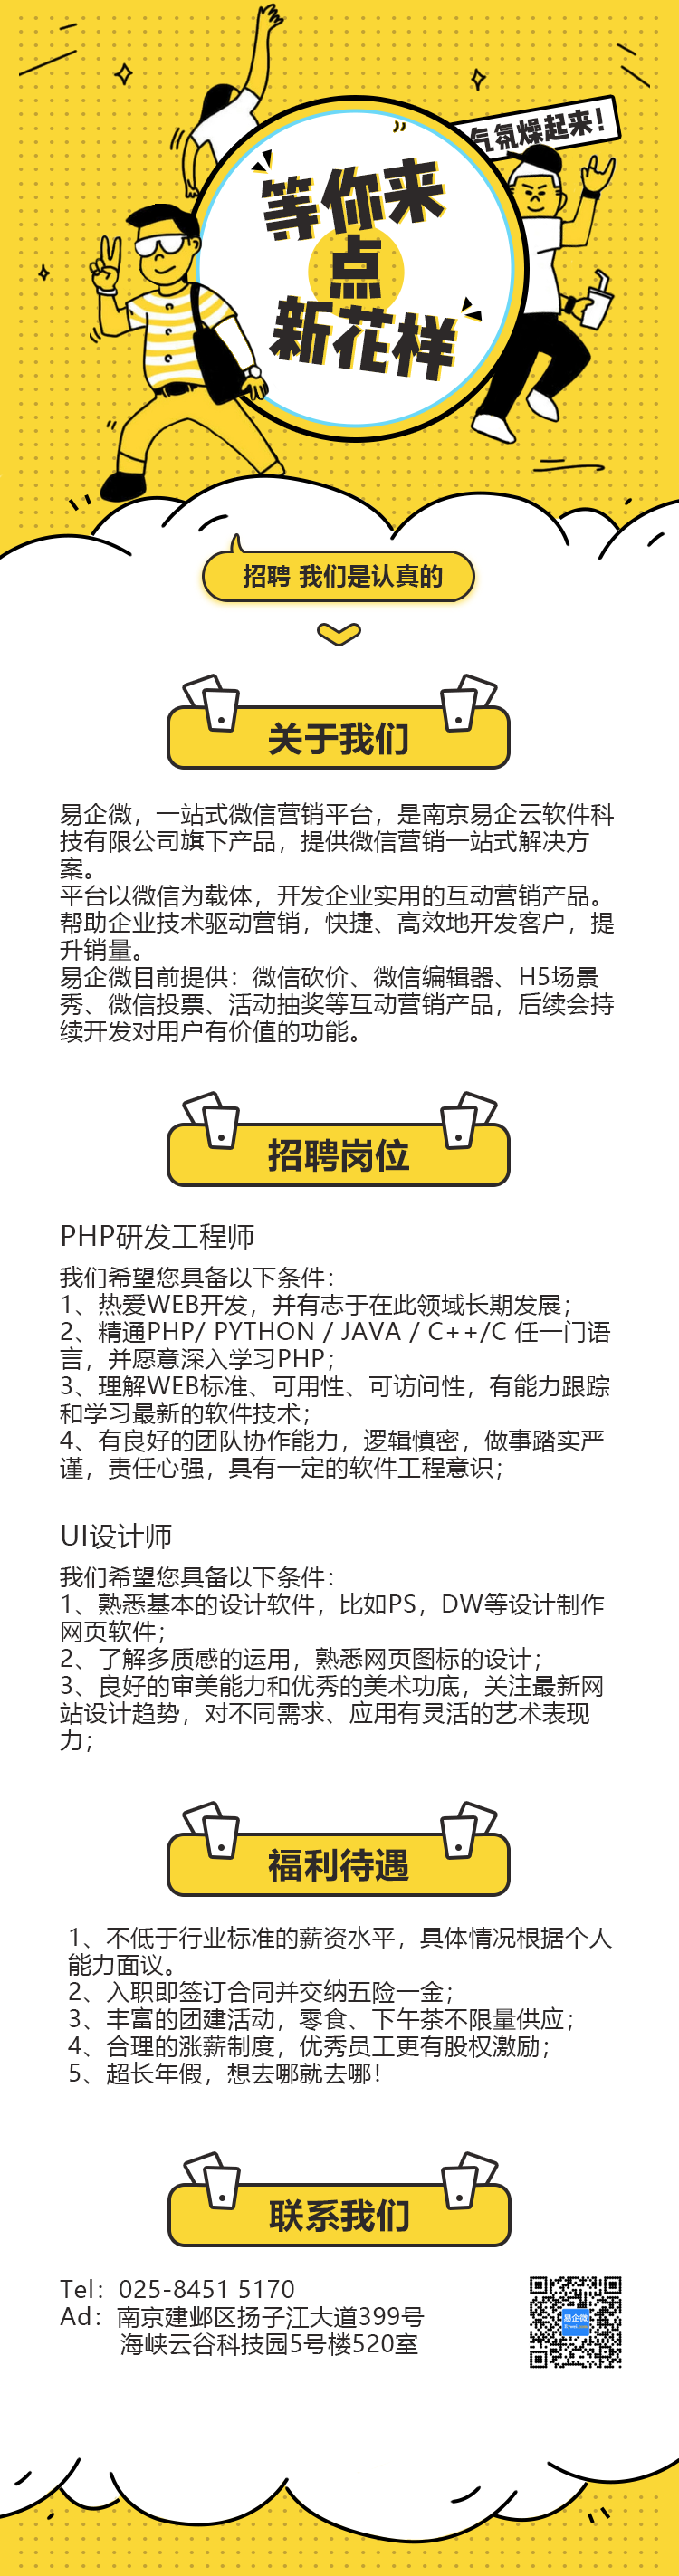 气氛燥起来！
等你来
点
新花样
招聘 我们是认真的
关于我们
易企微，一站式微信营销平台，是南京易企云软件科
技有限公司旗下产品，提供微信营销一站式解决方
案。
平台以微信为载体，开发企业实用的互动营销产品。
帮助企业技术驱动营销，快捷、高效地开发客户，提
升销量。
易企微目前提供：微信砍价、微信编辑器、H5场景
秀、微信投票、活动抽奖等互动营销产品，后续会持
续开发对用户有价值的功能。
招聘岗位
PHP研发工程师
我们希望您具备以下条件：
1、热爱WEB开发，并有志于在此领域长期发展；
2、精通PHP/ PYTHON / JAVA / C++/C 任一门语
言，并愿意深入学习PHP；
3、理解WEB标准、可用性、可访问性，有能力跟踪
和学习最新的软件技术；
4、有良好的团队协作能力，逻辑慎密，做事踏实严
谨，责任心强，具有一定的软件工程意识；
UI设计师
我们希望您具备以下条件：
1、熟悉基本的设计软件，比如PS，DW等设计制作
网页软件；
2、了解多质感的运用，熟悉网页图标的设计；
3、良好的审美能力和优秀的美术功底，关注最新网
站设计趋势，对不同需求、应用有灵活的艺术表现
力；
福利待遇
1、不低于行业标准的薪资水平，具体情况根据个人
能力面议。
2、入职即签订合同并交纳五险一金；
3、丰富的团建活动，零食、下午茶不限量供应；
4、合理的涨薪制度，优秀员工更有股权激励；
5、超长年假，想去哪就去哪！
联系我们
Tel：025-8451 5170
Ad：南京建邺区扬子江大道399号
海峡云谷科技园5号楼520室
易企微